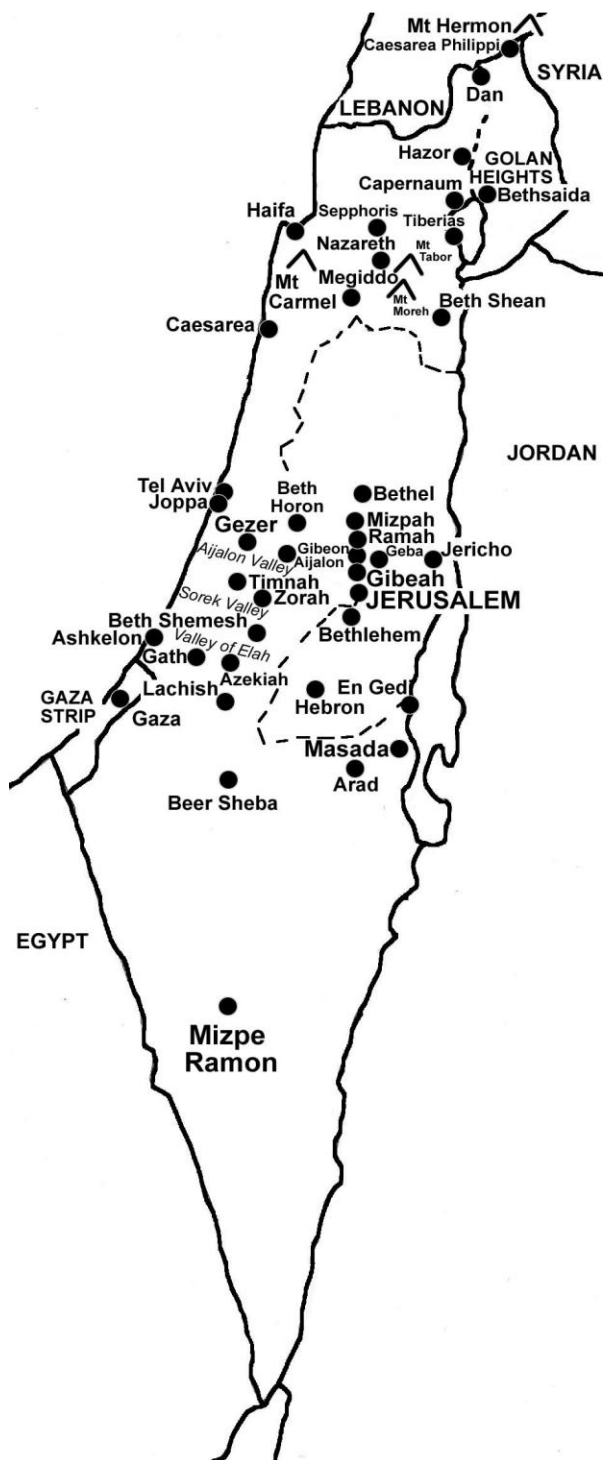 Mt Hermon
Caesarea Philippi
SYRIA
Dan
LEBANON
Hazor
GOLAN
HEIGHTS
Capernaum
Bethsaida
Sepphoris
Haifa
Tiberias
Nazareth
Mt
Tabor
Mt
Carmel
Megiddo
Mt
Moreh
Beth Shean
Caesarea
JORDAN
Tel Aviv
Joppa
Beth
Horon
Bethel
Gezer
Mizpah
Ramah
Aijalon Valley
Gibeon
Aijalon
Geba
Jericho
Timnah
Gibeah
Sorek Valley
Zorah
JERUSALEM
Beth Shemesh
Bethlehem
Ashkelon
Valley of Elah
Gath
Azekiah
En Gedi
Lachish
GAZA
STRIP
Gaza
Hebron
Masada
Arad
Beer Sheba
EGYPT
Mizpe
Ramon